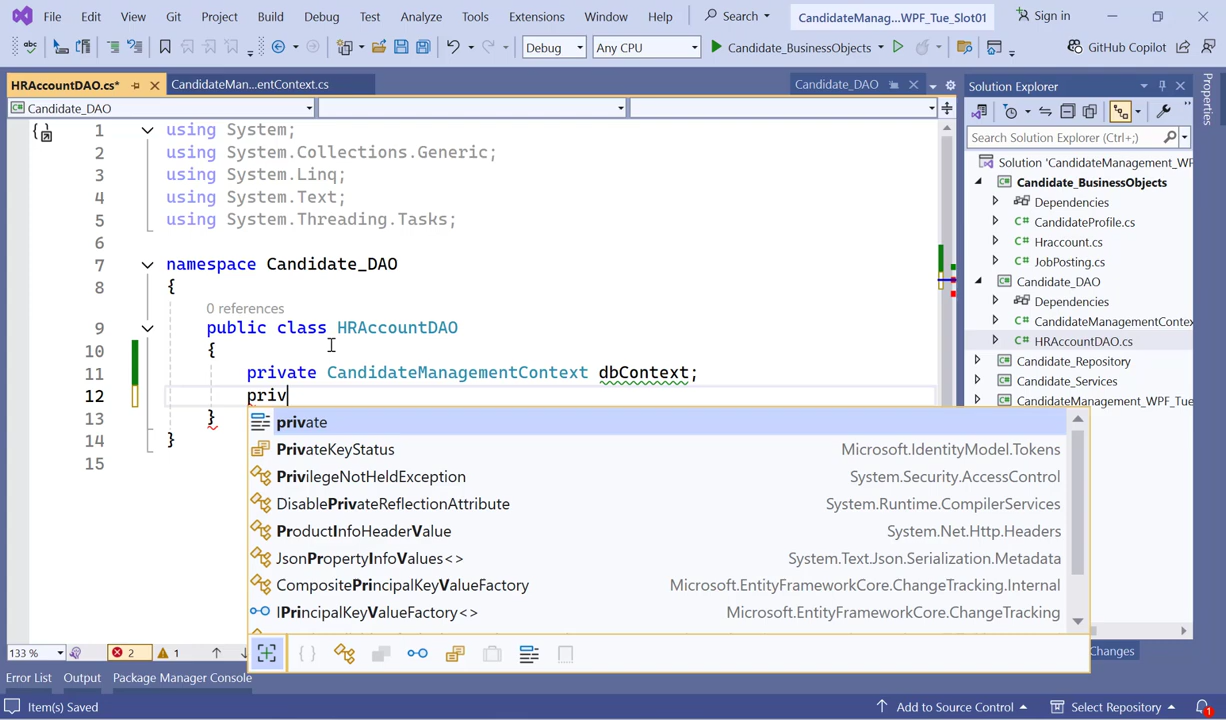 File Edit View Git Project Build Debug Test Analyze Tools Extensions Window Help Search CandidateManag...WPF_Tue_Slot01 Sign in
Debug Any CPU Candidate_BusinessObjects GitHub Copilot
HRAccountDAO.cs* CandidateMan...entContext.cs Candidate_DAO
Candidate_DAO
1 using System;
2 using System.Collections.Generic;
3 using System.Linq;
4 using System.Text;
5 using System.Threading.Tasks;
6
7 namespace Candidate_DAO
8 {
0 references
9 public class HRAccountDAO
10 {
11 private CandidateManagementContext dbContext;
12 priv
13 }
14 }
15
private
PrivateKeyStatus Microsoft.IdentityModel.Tokens
PrivilegeNotHeldException System.Security.AccessControl
DisablePrivateReflectionAttribute System.Runtime.CompilerServices
ProductInfoHeaderValue System.Net.Http.Headers
JsonPropertyInfoValues<> System.Text.Json.Serialization.Metadata
CompositePrincipalKeyValueFactory Microsoft.EntityFrameworkCore.ChangeTracking.Internal
IPrincipalKeyValueFactory<> Microsoft.EntityFrameworkCore.ChangeTracking
Solution Explorer
Search Solution Explorer (Ctrl+;)
Solution 'CandidateManagement_WP
Candidate_BusinessObjects
Dependencies
C# CandidateProfile.cs
C# Hraccount.cs
C# JobPosting.cs
Candidate_DAO
Dependencies
C# CandidateManagementContex
C# HRAccountDAO.cs
Candidate_Repository
Candidate_Services
CandidateManagement_WPF_Tue
Properties
133 % 2 1
Changes
Error List Output Package Manager Console
Item(s) Saved Add to Source Control Select Repository 1